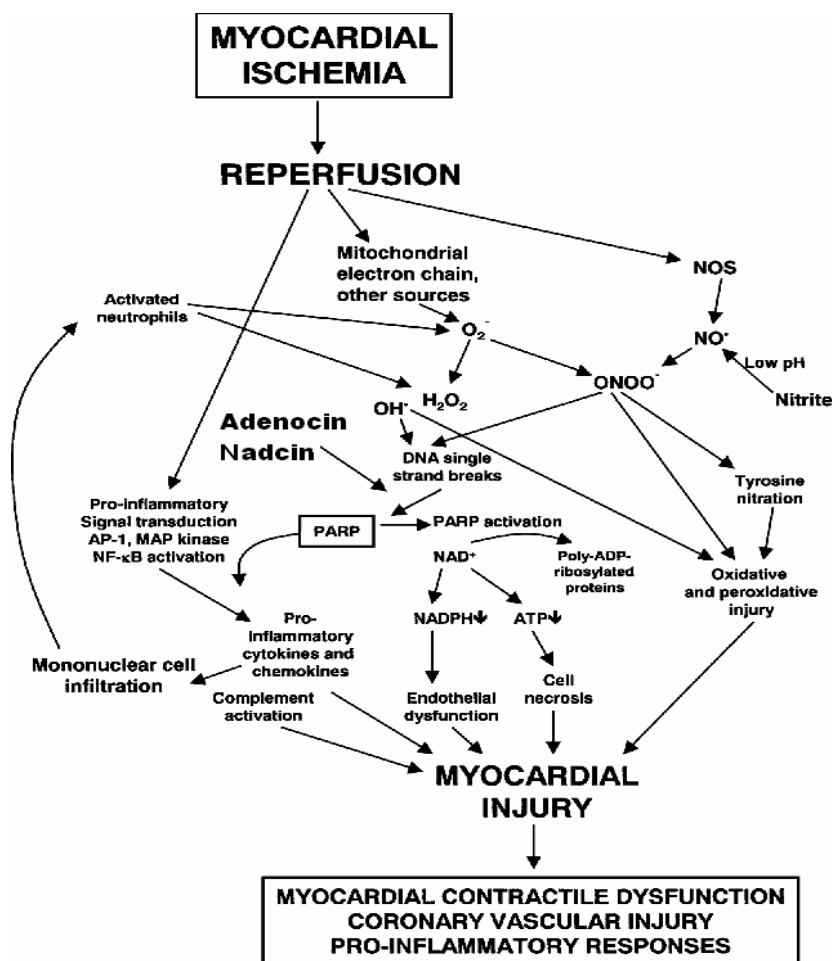 MYOCARDIAL
ISCHEMIA
REPERFUSION
Mitochondrial
electron chain,
other sources
NOS
Activated
neutrophils
O₂⁻
NO•
Low pH
Nitrite
ONOO⁻
H₂O₂
OH•
Adenocin
Nadcin
DNA single
strand breaks
Tyrosine
nitration
Pro-inflammatory
Signal transduction
AP-1, MAP kinase
NF-κB activation
PARP
PARP activation
NAD⁺
Poly-ADP-
ribosylated
proteins
Oxidative
and peroxidative
injury
Pro-
inflammatory
cytokines and
chemokines
NADPH↓
ATP↓
Mononuclear cell
infiltration
Complement
activation
Endothelial
dysfunction
Cell
necrosis
MYOCARDIAL
INJURY
MYOCARDIAL CONTRACTILE DYSFUNCTION
CORONARY VASCULAR INJURY
PRO-INFLAMMATORY RESPONSES